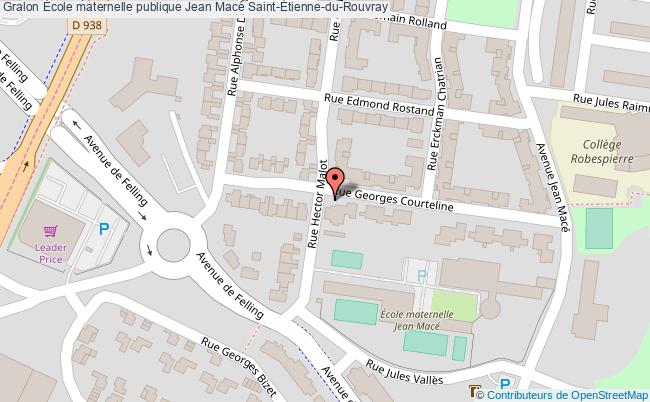 Gralon École maternelle publique Jean Macé Saint-Étienne-du-Rouvray
D 938
main Rolland
Rue Alphonse D
Rue
de Felling
Rue Edmond Rostand
Rue Jules Raim
Rue Erckman Chatrian
Collège
Robespierre
Avenue de Felling
Rue Hector Malot
Rue Georges Courteline
Avenue Jean Macé
Leader
Price
P
Avenue de Felling
P
École maternelle
Jean Macé
Rue Georges Bizet
Rue Jules Vallès
Avenue d
P
© Contributeurs de OpenStreetMap